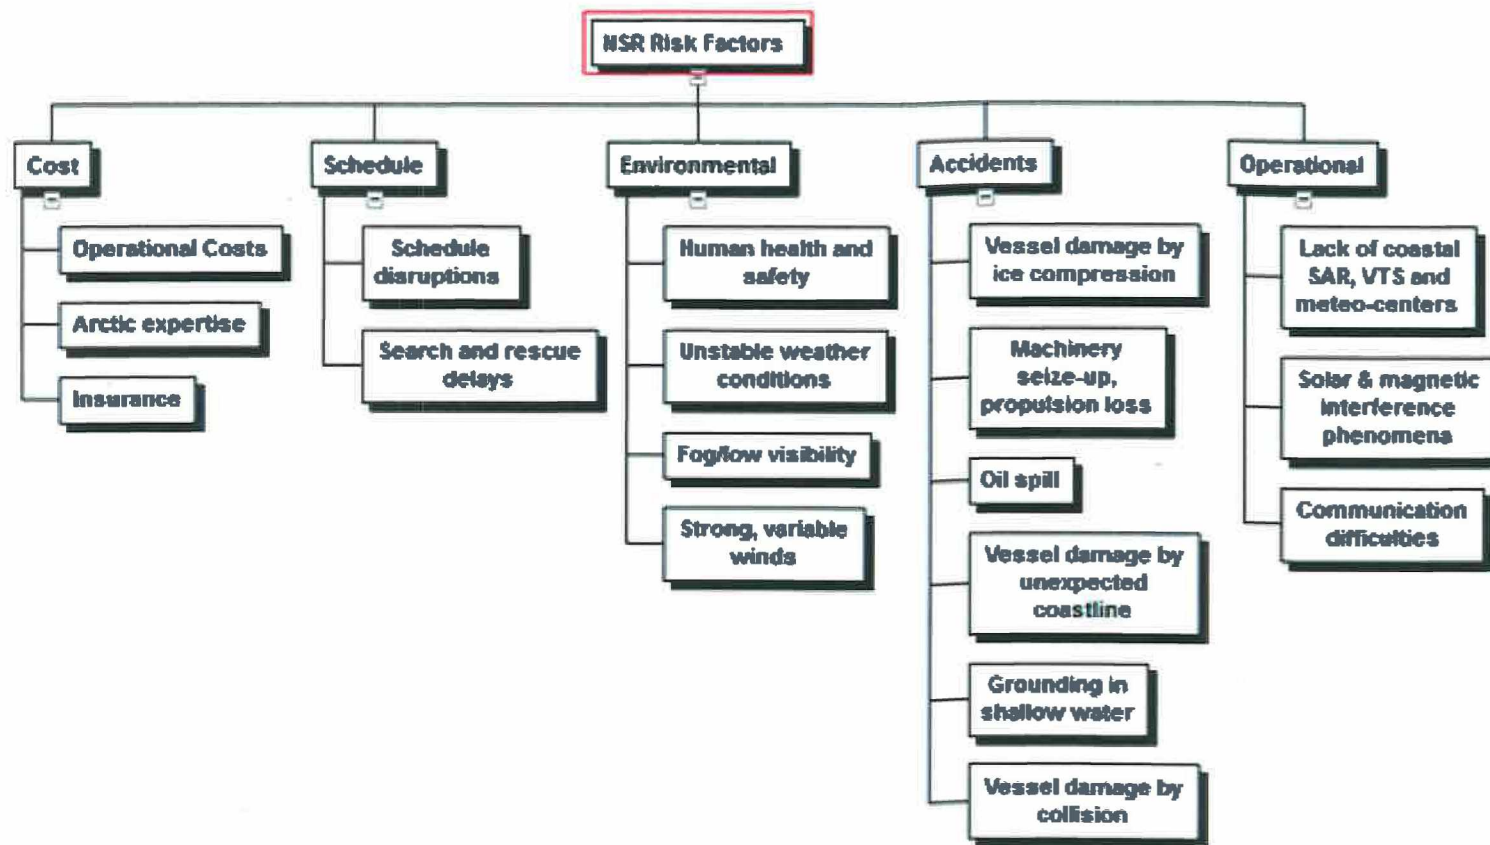 NSR Risk Factors
Cost
Operational Costs
Arctic expertise
Insurance
Schedule
Schedule
disruptions
Search and rescue
delays
Environmental
Human health and
safety
Unstable weather
conditions
Fog/low visibility
Strong, variable
winds
Accidents
Vessel damage by
ice compression
Machinery
seize-up,
propulsion loss
Oil spill
Vessel damage by
unexpected
coastline
Grounding in
shallow water
Vessel damage by
collision
Operational
Lack of coastal
SAR, VTS and
meteo-centers
Solar & magnetic
interference
phenomena
Communication
difficulties